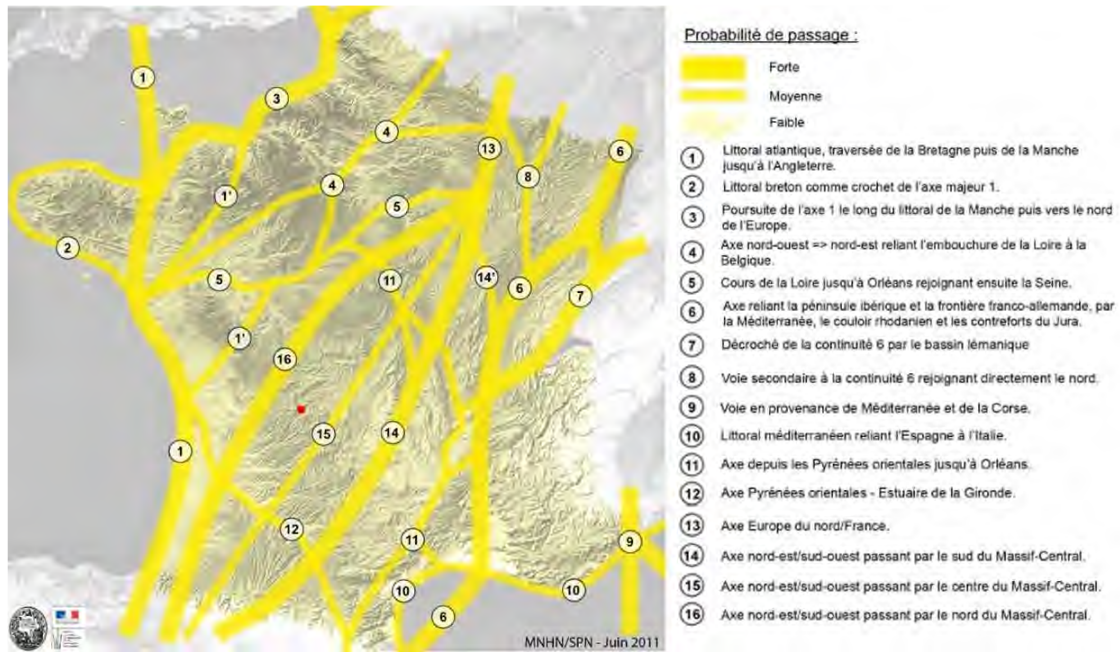 Probabilité de passage :
Forte
Moyenne
Faible
1 Littoral atlantique, traversée de la Bretagne puis de la Manche
jusqu'à l'Angleterre.
2 Littoral breton comme crochet de l'axe majeur 1.
3 Poursuite de l'axe 1 le long du littoral de la Manche puis vers le nord
de l'Europe.
4 Axe nord-ouest => nord-est reliant l'embouchure de la Loire à la
Belgique.
5 Cours de la Loire jusqu'à Orléans rejoignant ensuite la Seine.
6 Axe reliant la péninsule ibérique et la frontière franco-allemande, par
la Méditerranée, le couloir rhodanien et les contreforts du Jura.
7 Décroché de la continuité 6 par le bassin lémanique
8 Voie secondaire à la continuité 6 rejoignant directement le nord.
9 Voie en provenance de Méditerranée et de la Corse.
10 Littoral méditerranéen reliant l'Espagne à l'Italie.
11 Axe depuis les Pyrénées orientales jusqu'à Orléans.
12 Axe Pyrénées orientales - Estuaire de la Gironde.
13 Axe Europe du nord/France.
14 Axe nord-est/sud-ouest passant par le sud du Massif-Central.
15 Axe nord-est/sud-ouest passant par le centre du Massif-Central.
16 Axe nord-est/sud-ouest passant par le nord du Massif-Central.
1
3
4
13
6
8
1'
4
5
2
5
11
14'
6
7
1'
16
15
14
1
12
11
9
10
10
6
MNHN/SPN - Juin 2011